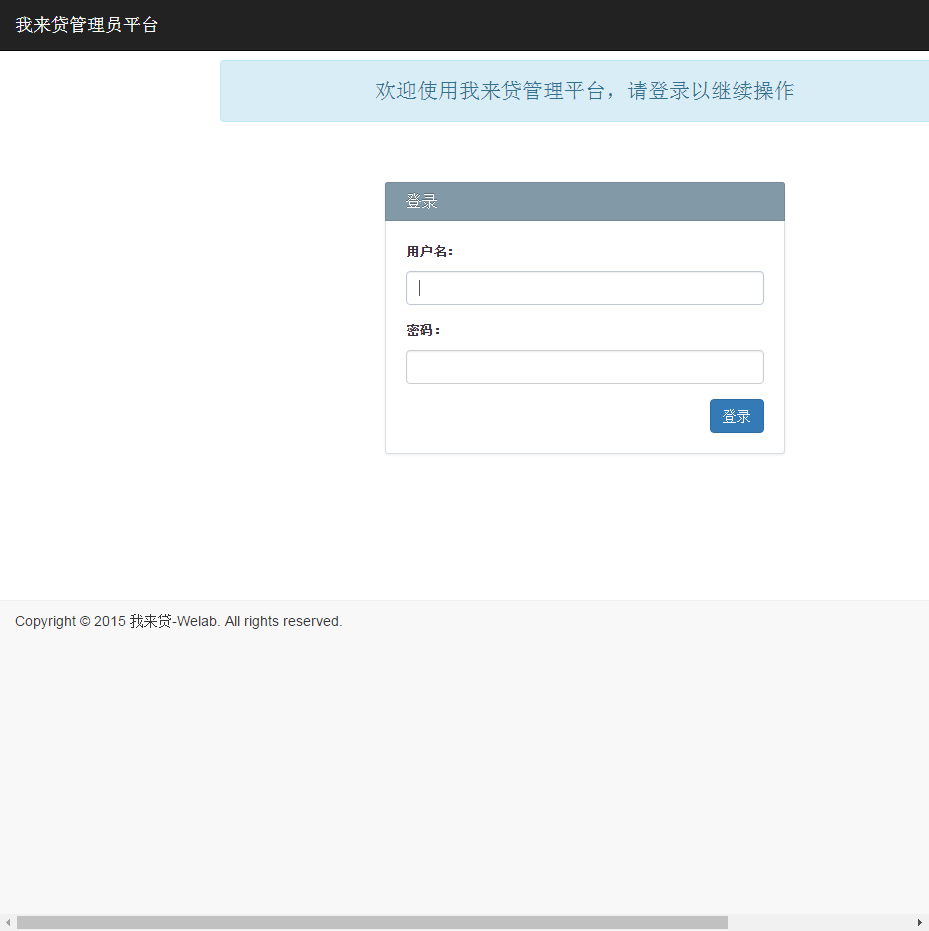 我来贷管理员平台
欢迎使用我来贷管理平台，请登录以继续操作
登录
用户名:
密码:
登录
Copyright © 2015 我来贷-Welab. All rights reserved.